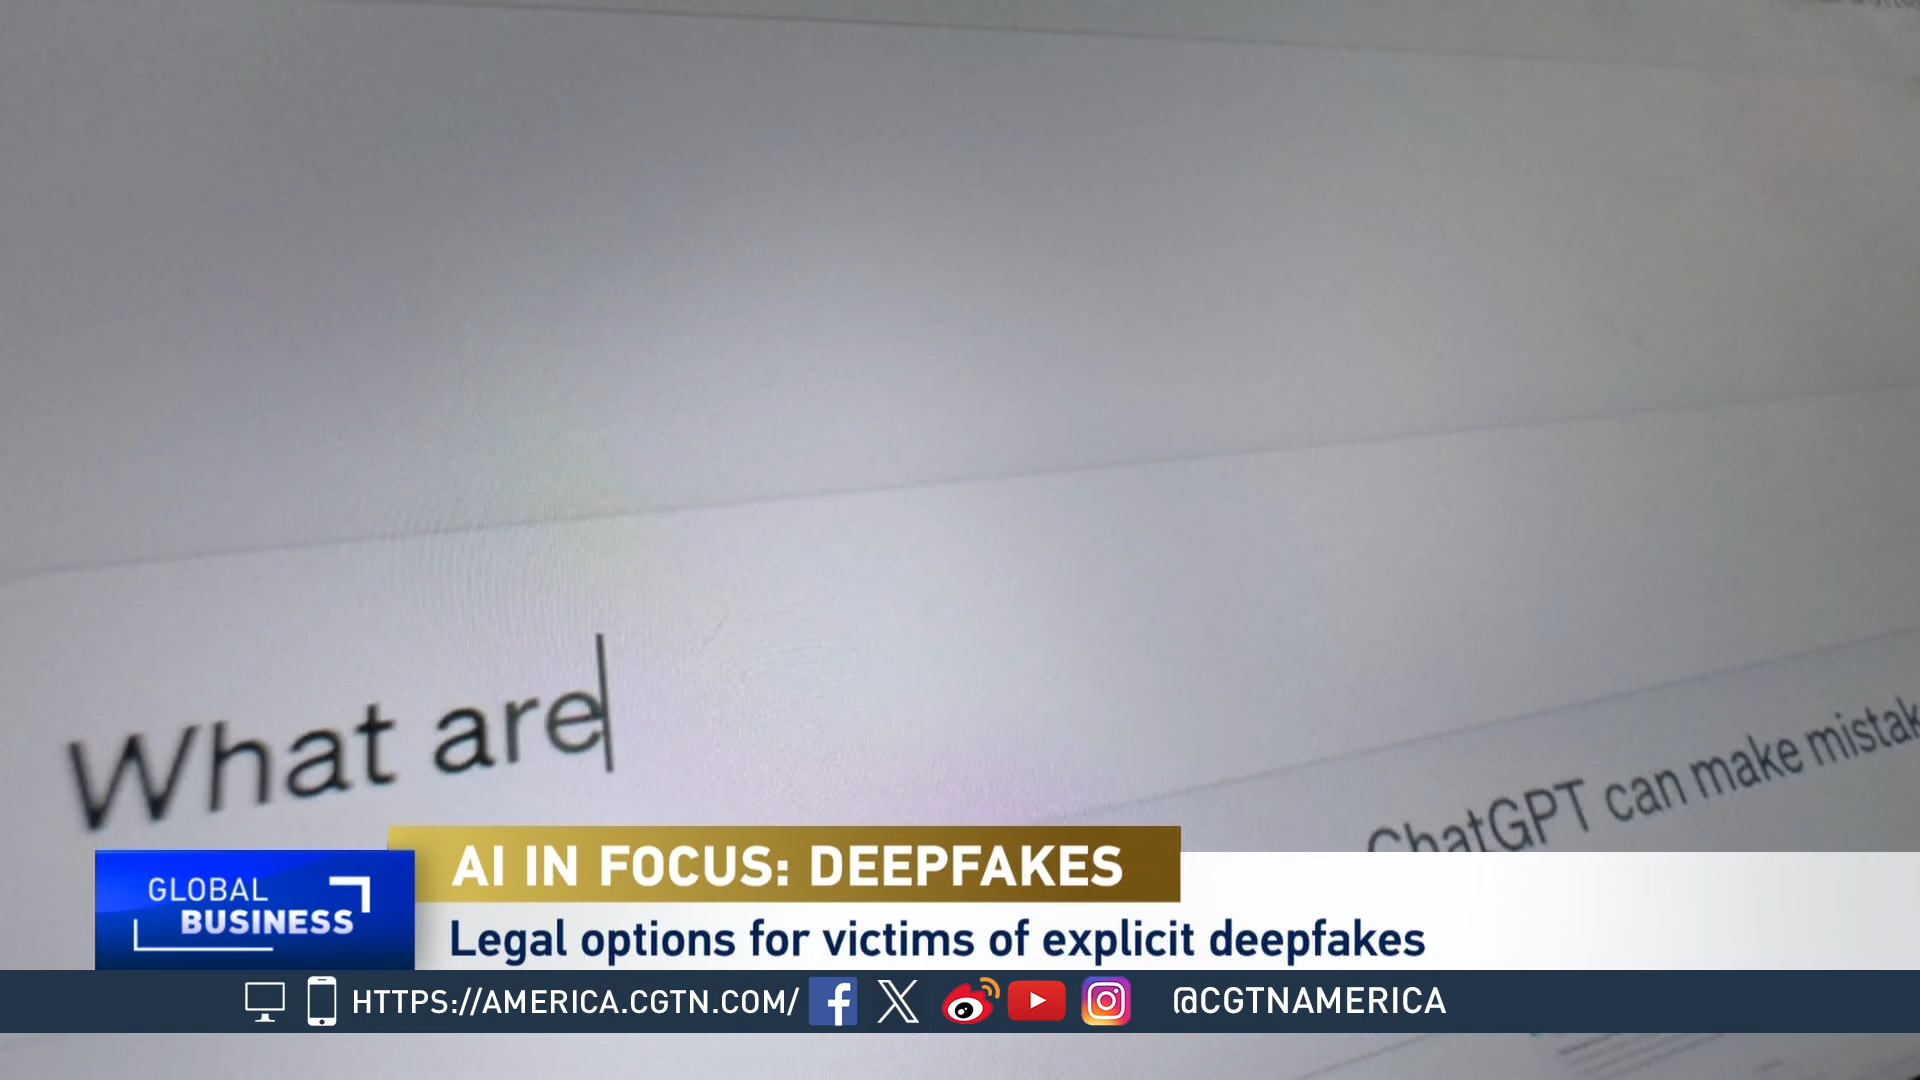 What are
ChatGPT can make
AI IN FOCUS: DEEPFAKES
GLOBAL
BUSINESS
Legal options for victims of explicit deepfakes
HTTPS://AMERICA.CGTN.COM/
@CGTNAMERICA